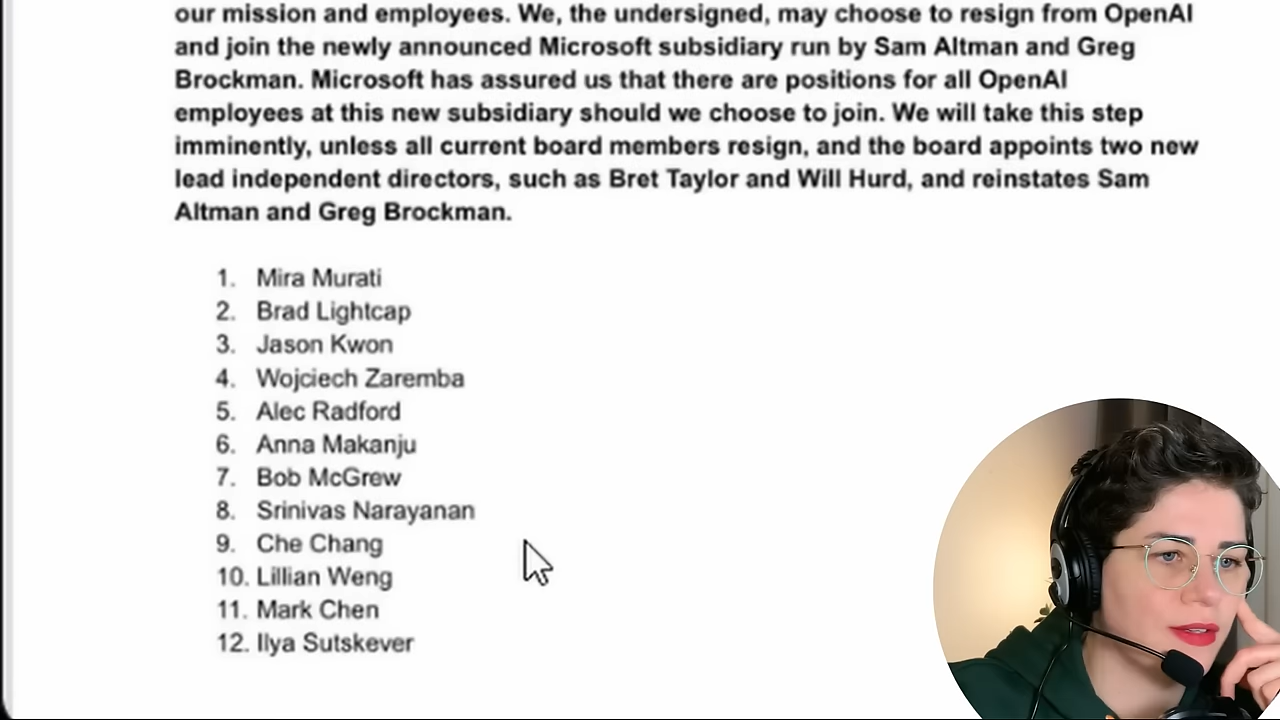 our mission and employees. We, the undersigned, may choose to resign from OpenAI
and join the newly announced Microsoft subsidiary run by Sam Altman and Greg
Brockman. Microsoft has assured us that there are positions for all OpenAI
employees at this new subsidiary should we choose to join. We will take this step
imminently, unless all current board members resign, and the board appoints two new
lead independent directors, such as Bret Taylor and Will Hurd, and reinstates Sam
Altman and Greg Brockman.
1. Mira Murati
2. Brad Lightcap
3. Jason Kwon
4. Wojciech Zaremba
5. Alec Radford
6. Anna Makanju
7. Bob McGrew
8. Srinivas Narayanan
9. Che Chang
10. Lillian Weng
11. Mark Chen
12. Ilya Sutskever